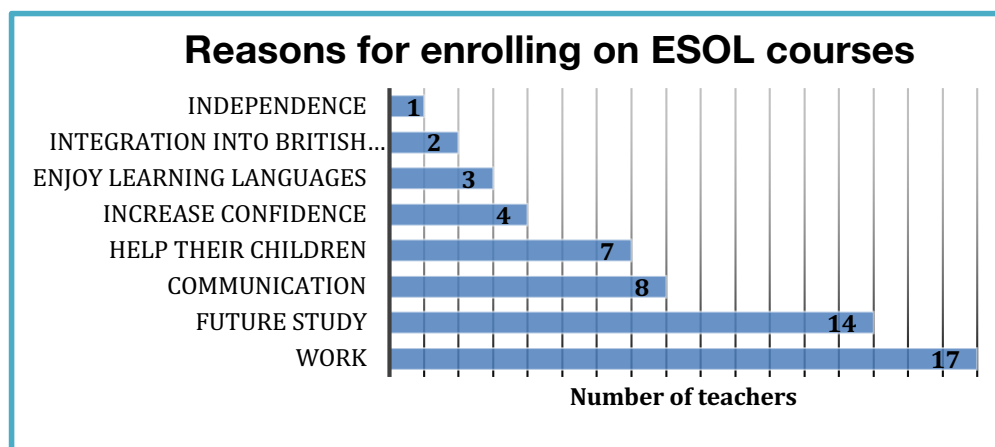 Reasons for enrolling on ESOL courses
INDEPENDENCE 1
INTEGRATION INTO BRITISH... 2
ENJOY LEARNING LANGUAGES 3
INCREASE CONFIDENCE 4
HELP THEIR CHILDREN 7
COMMUNICATION 8
FUTURE STUDY 14
WORK 17
Number of teachers